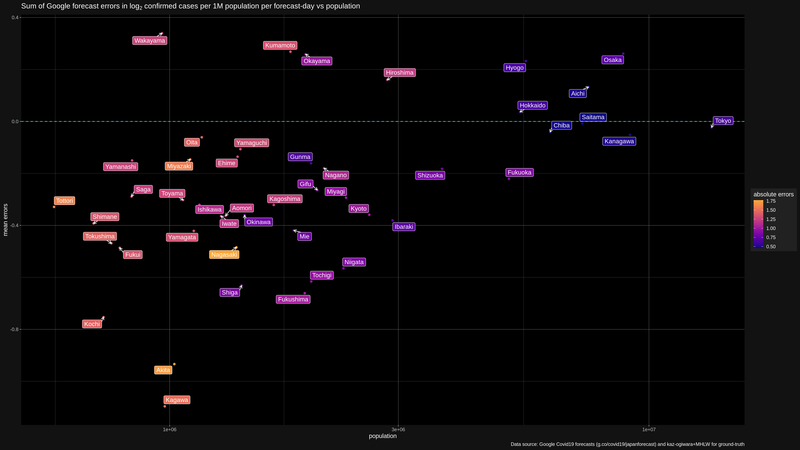 Sum of Google forecast errors in log2 confirmed cases per 1M population per forecast-day vs population
0.4
Wakayama
Kumamoto
Okayama
Hiroshima
Hyogo
Osaka
Aichi
Hokkaido
Saitama
Tokyo
Chiba
Kanagawa
0.0
Oita
Yamaguchi
Miyazaki
Ehime
Yamanashi
Gunma
Nagano
Shizuoka
Fukuoka
Gifu
Miyagi
Saga
Toyama
Tottori
Kagoshima
Ishikawa
Aomori
Kyoto
Shimane
Iwate
Okinawa
Ibaraki
-0.4
Tokushima
Yamagata
Mie
Fukui
Nagasaki
Niigata
Tochigi
Shiga
Fukushima
Kochi
-0.8
Akita
Kagawa
mean errors
1e+06
3e+06
1e+07
population
absolute errors
1.75
1.50
1.25
1.00
0.75
0.50
Data source: Google Covid19 forecasts (g.co/covid19/japanforecast) and kaz-ogiwara+MHLW for ground-truth